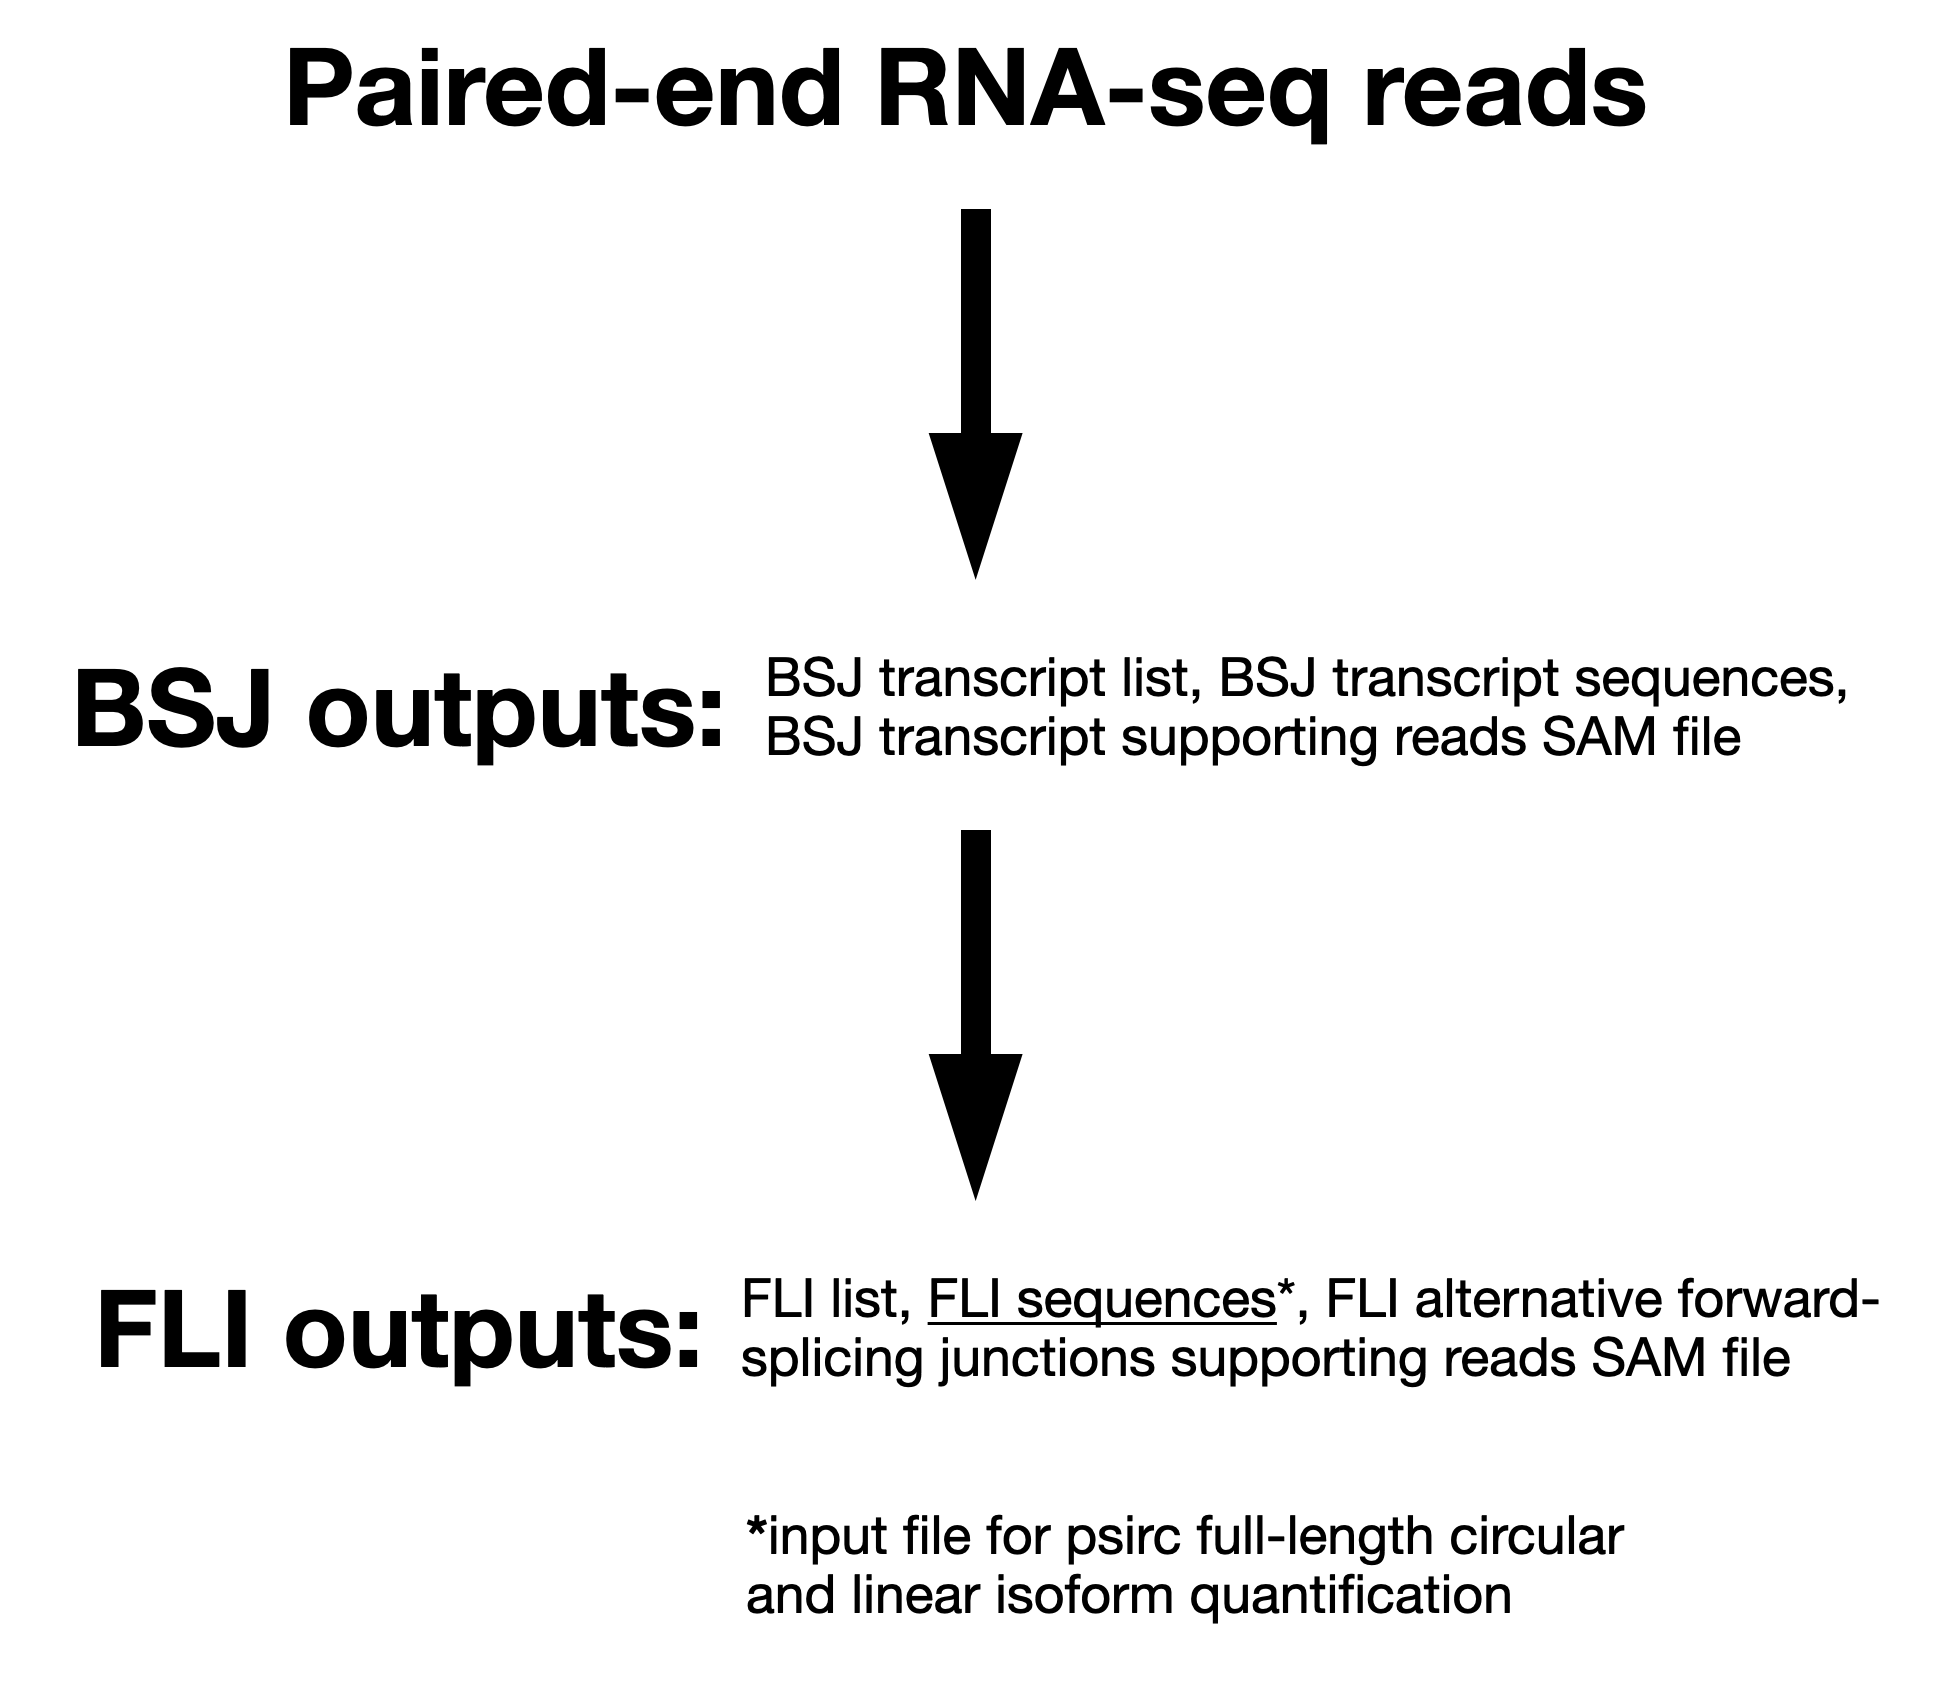 Paired-end RNA-seq reads
BSJ outputs:
BSJ transcript list, BSJ transcript sequences,
BSJ transcript supporting reads SAM file
FLI outputs:
FLI list, FLI sequences*, FLI alternative forward-
splicing junctions supporting reads SAM file
*input file for psirc full-length circular
and linear isoform quantification